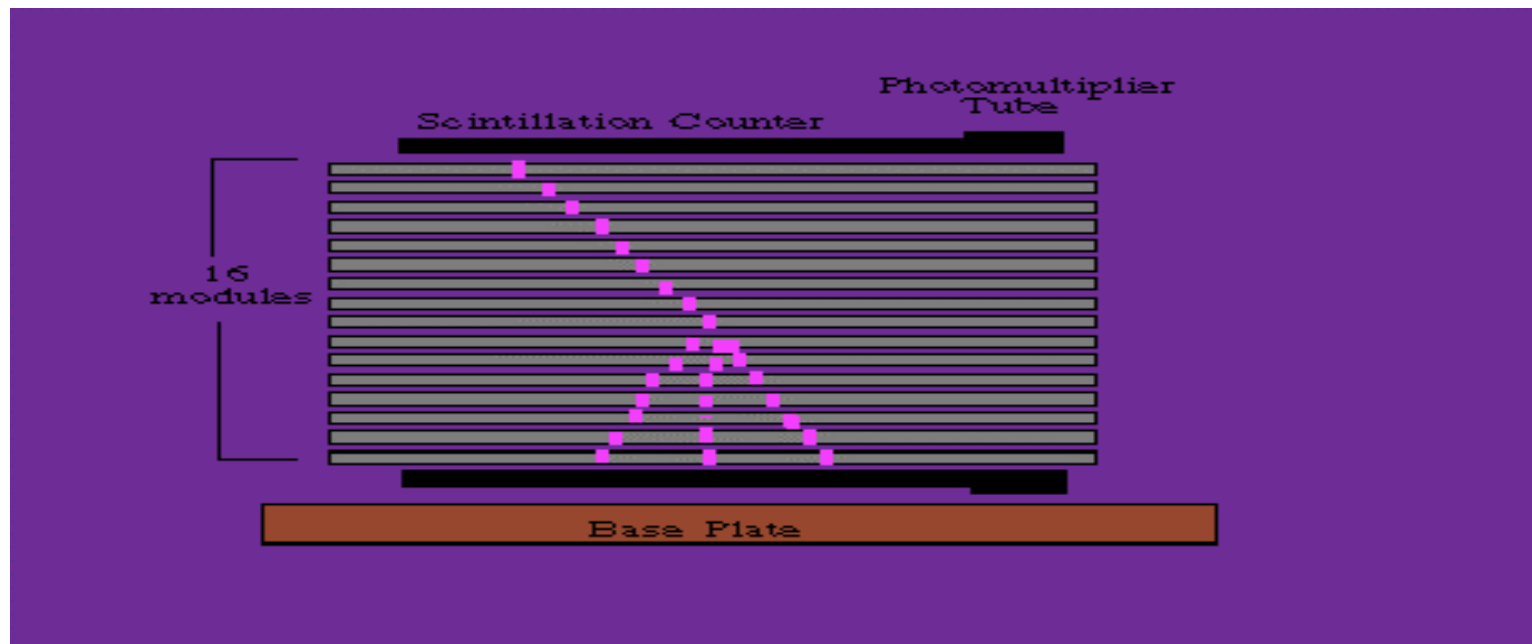 Photomultiplier
Tube
Scintillation Counter
16
modules
Base Plate